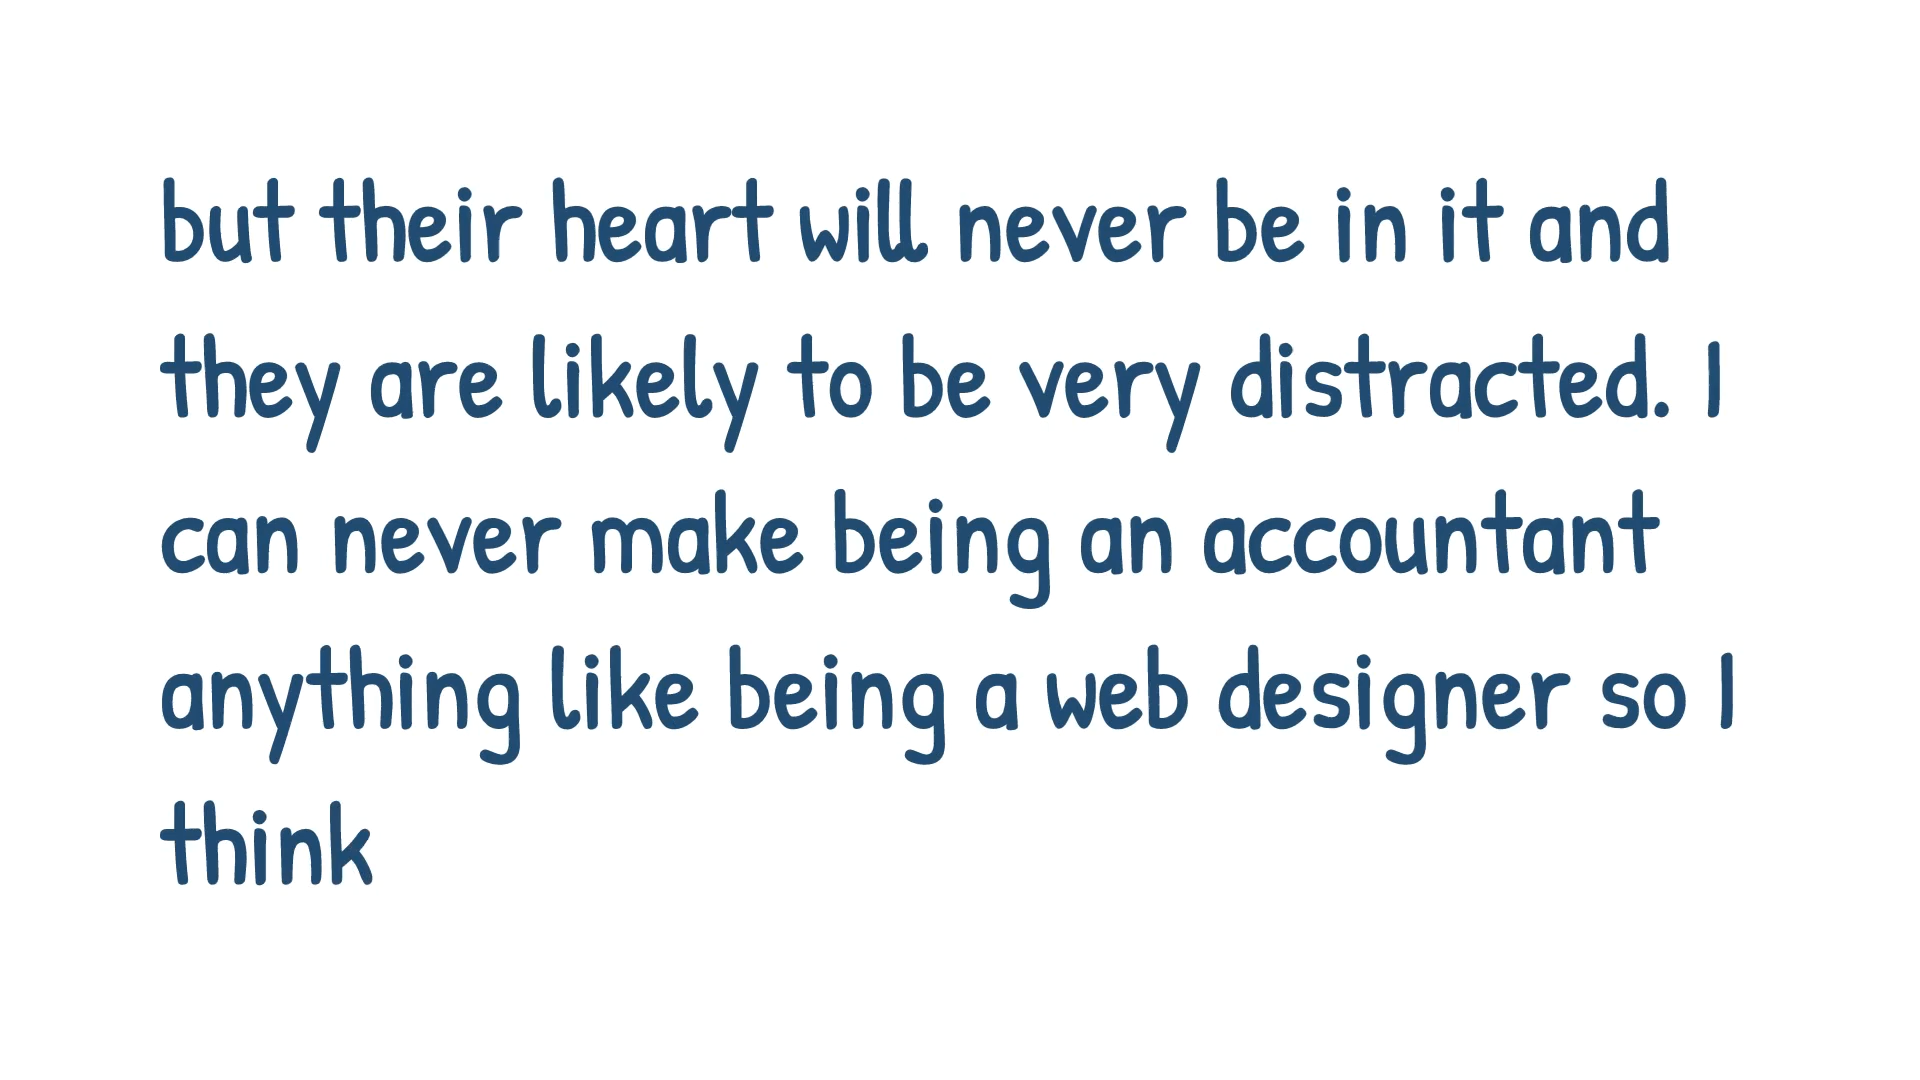 but their heart will never be in it and
they are likely to be very distracted. I
can never make being an accountant
anything like being a web designer so I
think